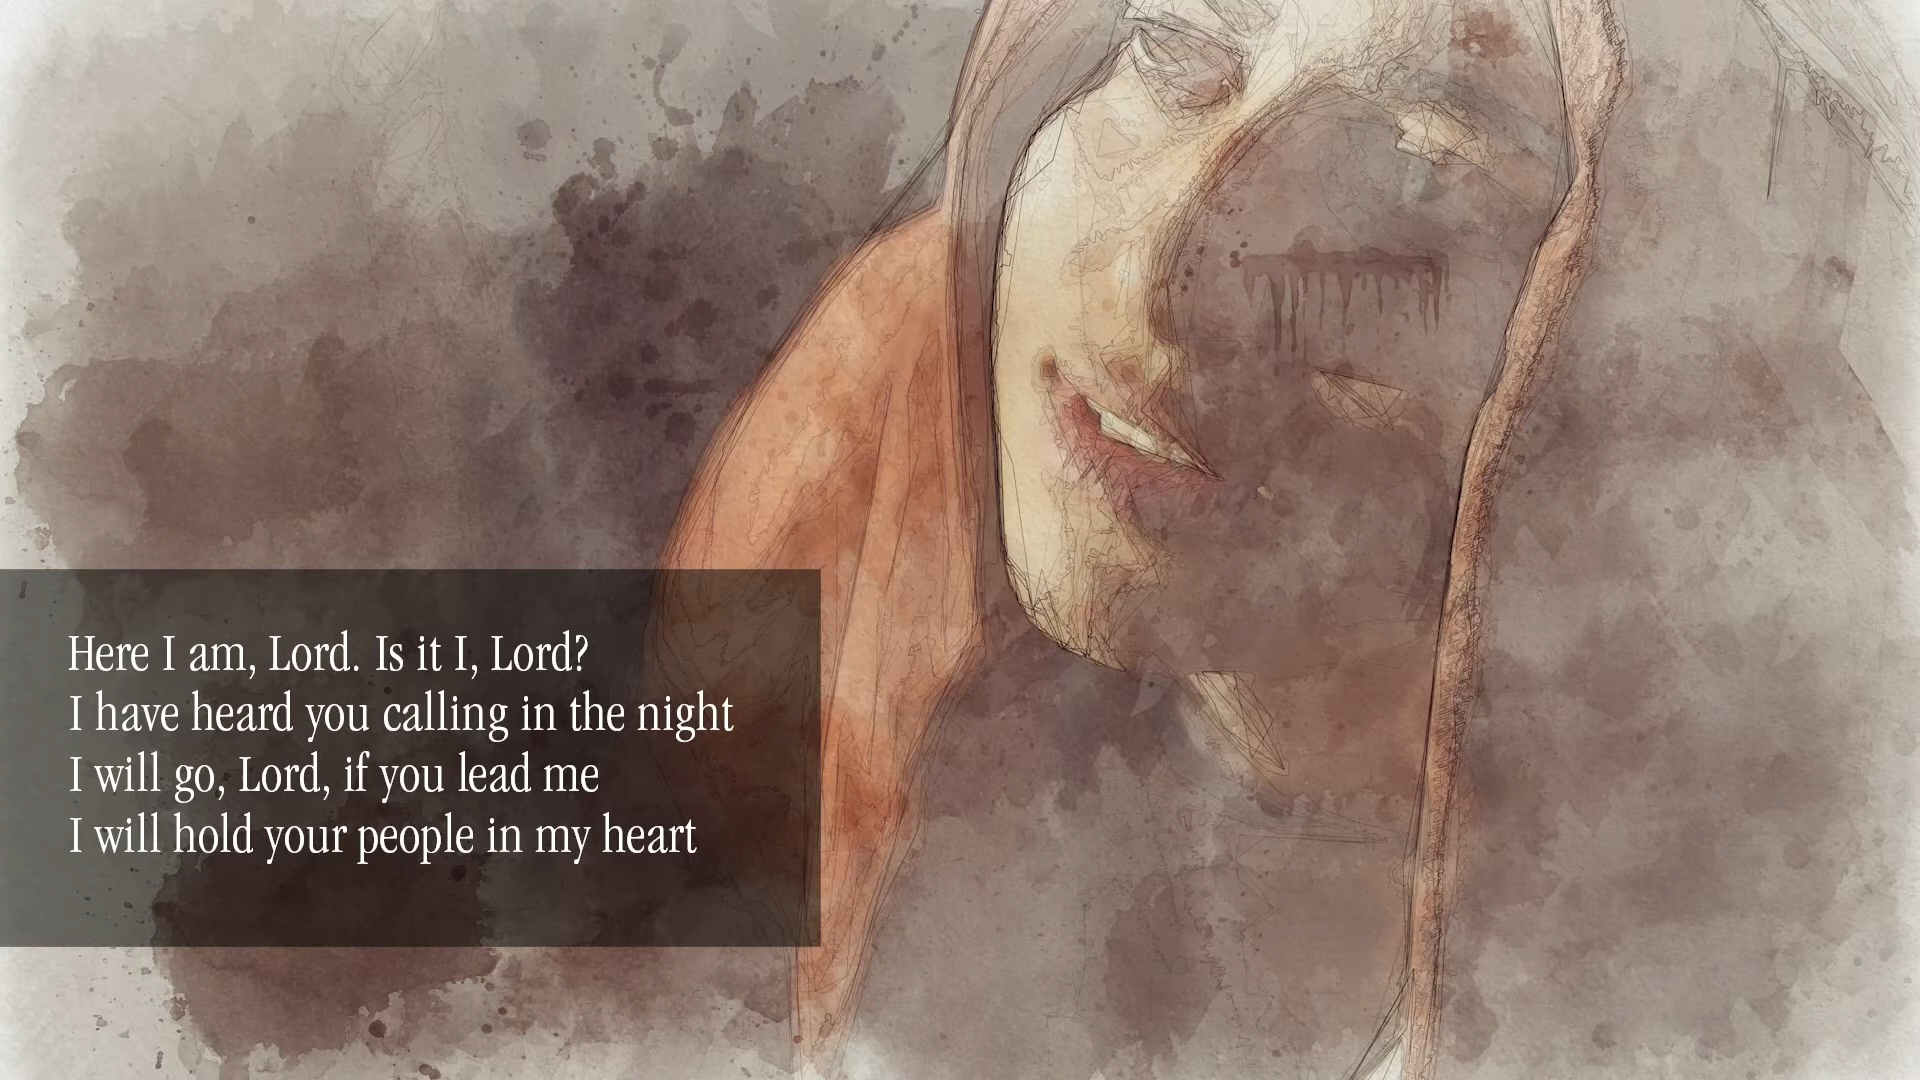 Here I am, Lord. Is it I, Lord?
I have heard you calling in the night
I will go, Lord, if you lead me
I will hold your people in my heart